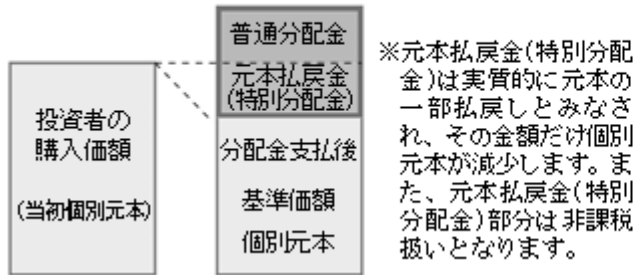 投資者の
購入価額
(当初個別元本)
普通分配金
元本払戻金
(特別分配金)
分配金支払後
基準価額
個別元本
※元本払戻金(特別分配
金)は実質的に元本の
一部払戻しとみなさ
れ、その金額だけ個別
元本が減少します。ま
た、元本払戻金(特別
分配金)部分は非課税
扱いとなります。